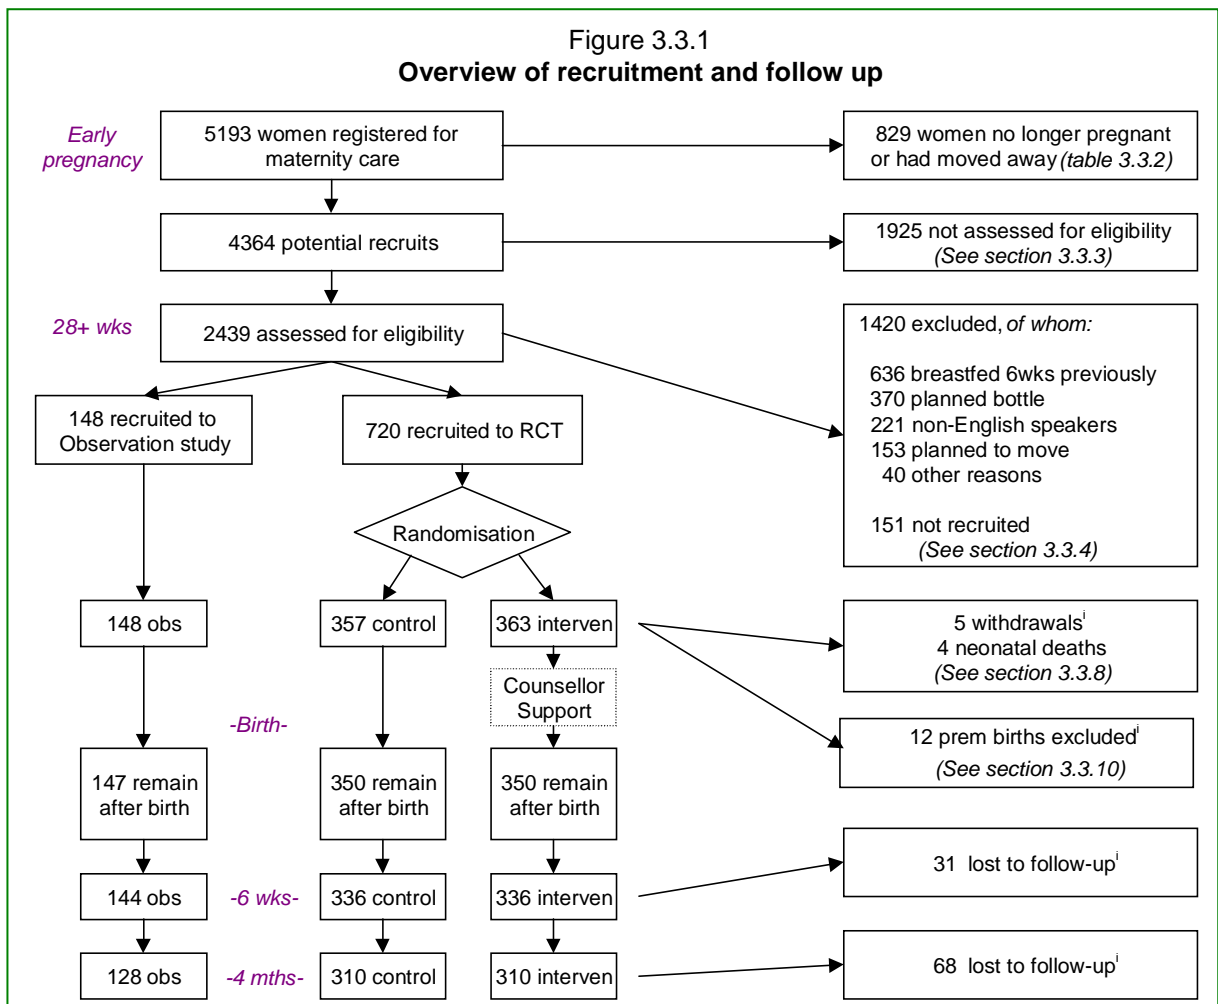 Figure 3.3.1
Overview of recruitment and follow up
Early
pregnancy
5193 women registered for
maternity care
829 women no longer pregnant
or had moved away (table 3.3.2)
4364 potential recruits
1925 not assessed for eligibility
(See section 3.3.3)
28+ wks
2439 assessed for eligibility
1420 excluded, of whom:
636 breastfed 6wks previously
370 planned bottle
221 non-English speakers
153 planned to move
40 other reasons
151 not recruited
(See section 3.3.4)
148 recruited to
Observation study
720 recruited to RCT
Randomisation
148 obs
357 control
363 interven
5 withdrawalsⁱ
4 neonatal deaths
(See section 3.3.8)
Counsellor
Support
-Birth-
12 prem births excludedⁱ
(See section 3.3.10)
147 remain
after birth
350 remain
after birth
350 remain
after birth
31 lost to follow-upⁱ
144 obs
-6 wks-
336 control
336 interven
128 obs
-4 mths-
310 control
310 interven
68 lost to follow-upⁱ